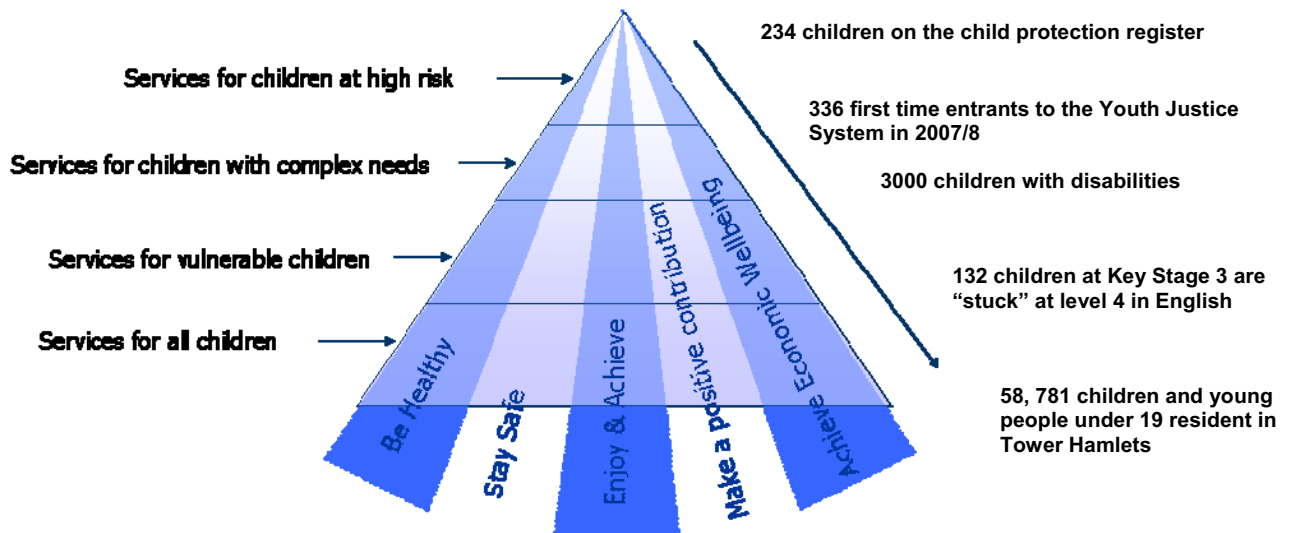 234 children on the child protection register
Services for children at high risk
336 first time entrants to the Youth Justice
System in 2007/8
Services for children with complex needs
3000 children with disabilities
Services for vulnerable children
132 children at Key Stage 3 are
“stuck” at level 4 in English
Services for all children
58, 781 children and young
people under 19 resident in
Tower Hamlets
Be Healthy
Stay Safe
Enjoy & Achieve
Make a positive contribution
Achieve Economic Wellbeing